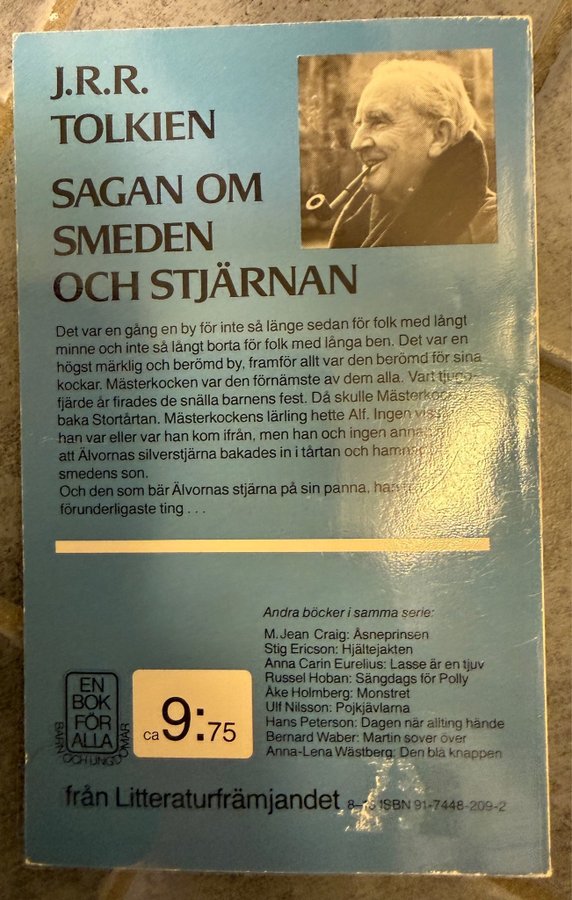 J.R.R.
TOLKIEN
SAGAN OM
SMEDEN
OCH STJÄRNAN
Det var en gång en by för inte så länge sedan för folk med långt
minne och inte så långt borta för folk med långa ben. Det var en
högst märklig och berömd by, framför allt var den berömd för sina
kockar. Mästerkocken var den förnämste av dem alla. Vart tjugo-
fjärde år firades de snälla barnens fest. Då skulle
baka Stortårtan. Mästerkockens lärling hette Alf. Ingen
han var eller var han kom ifrån, men han och ingen
att Älvornas silverstjärna bakades in i tårtan och
smedens son.
Och den som bär Älvornas stjärna på sin panna, han
förunderligaste ting . . .
Andra böcker i samma serie:
M. Jean Craig: Åsneprinsen
Stig Ericson: Hjältejakten
Anna Carin Eurelius: Lasse är en tjuv
Russel Hoban: Sängdags för Polly
Åke Holmberg: Monstret
Ulf Nilsson: Pojkjävlarna
Hans Peterson: Dagen när allting hände
Bernard Waber: Martin sover över
Anna-Lena Wästberg: Den blå knappen
EN
BOK
FÖR
ALLA
BARN OCH UNGDOMAR
ca 9:75
från Litteraturfrämjandet ISBN 91-7448-209-2